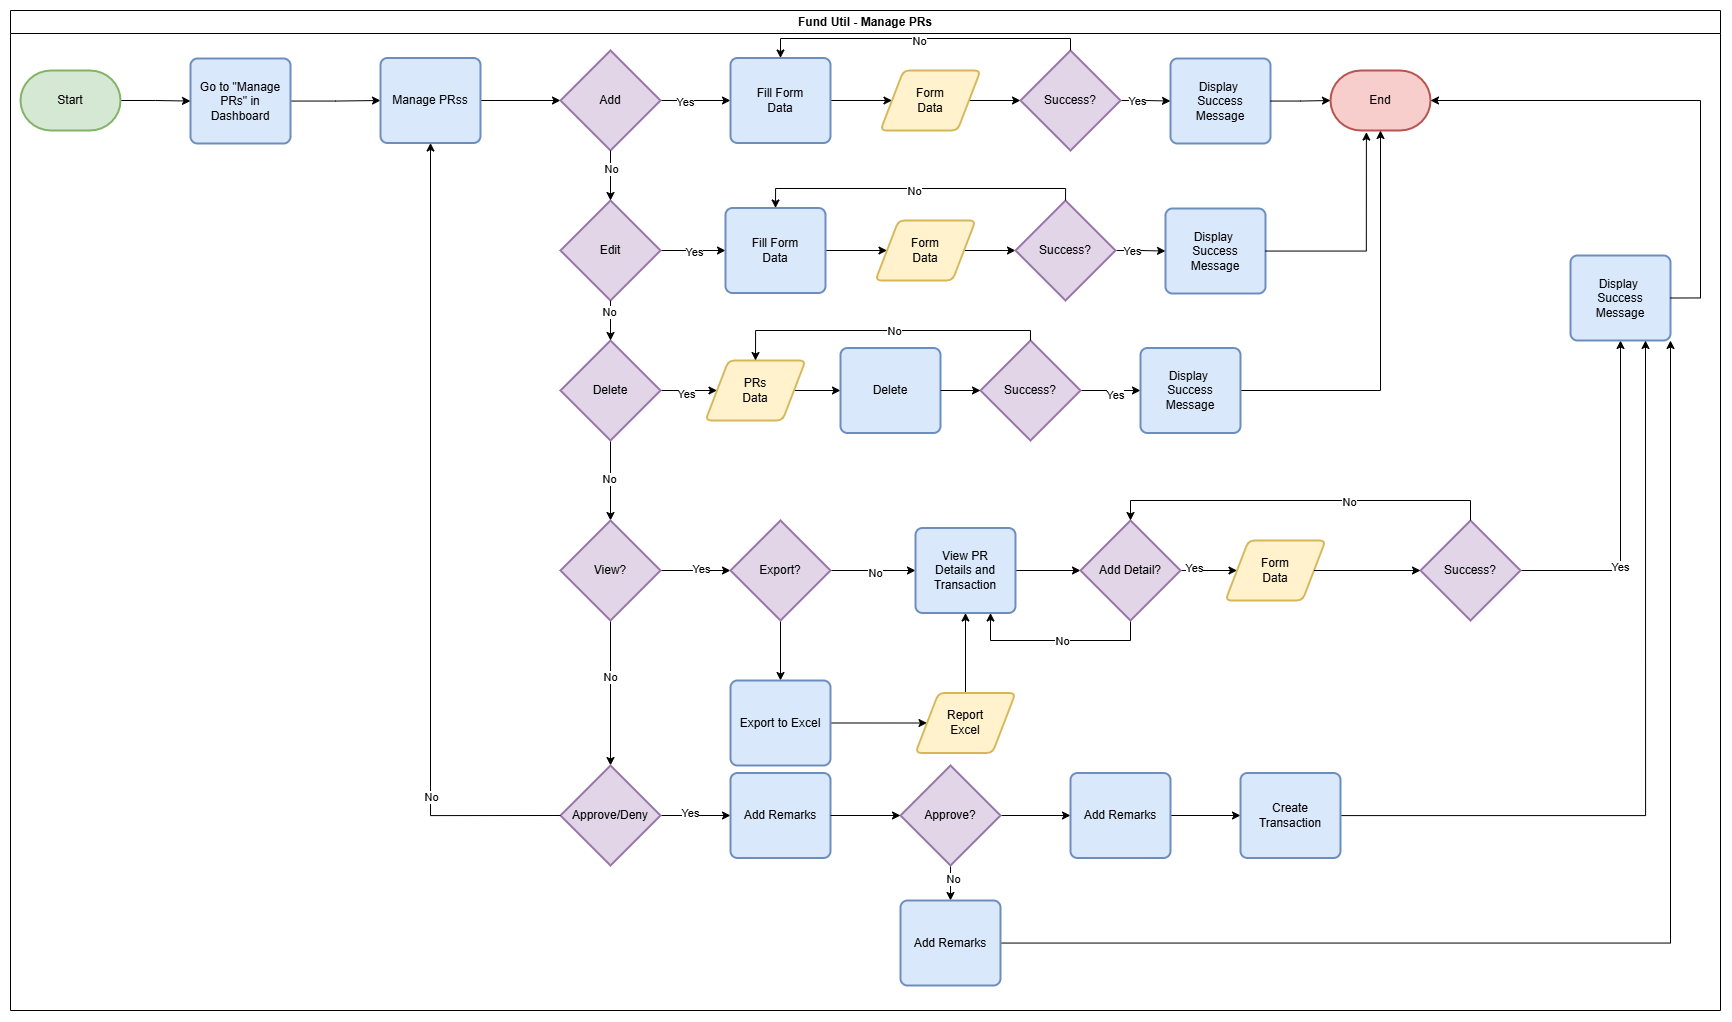 Fund Util - Manage PRs
No
Start
Go to "Manage
PRs" in
Dashboard
Manage PRss
Add
Yes
Fill Form
Data
Form
Data
Success?
Yes
Display
Success
Message
End
No
No
Edit
Yes
Fill Form
Data
Form
Data
Success?
Yes
Display
Success
Message
Display
Success
Message
No
No
Delete
Yes
PRs
Data
Delete
Success?
Yes
Display
Success
Message
No
No
View?
Yes
Export?
No
View PR
Details and
Transaction
Add Detail?
Yes
Form
Data
Success?
Yes
No
No
Export to Excel
Report
Excel
No
Approve/Deny
Yes
Add Remarks
Approve?
Add Remarks
Create
Transaction
No
Add Remarks